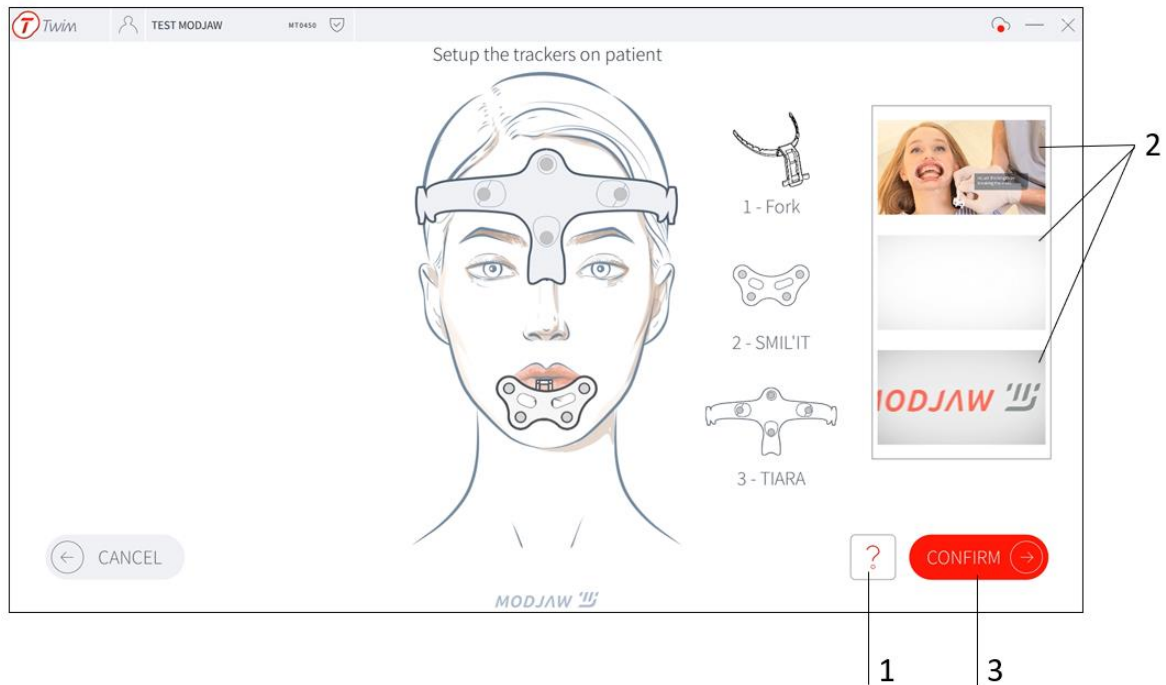 Twim TEST MODJAW MT0450
Setup the trackers on patient
1 - Fork
2 - SMIL'IT
3 - TIARA
ODJAW
2
CANCEL
?
CONFIRM
MODJAW
1
3